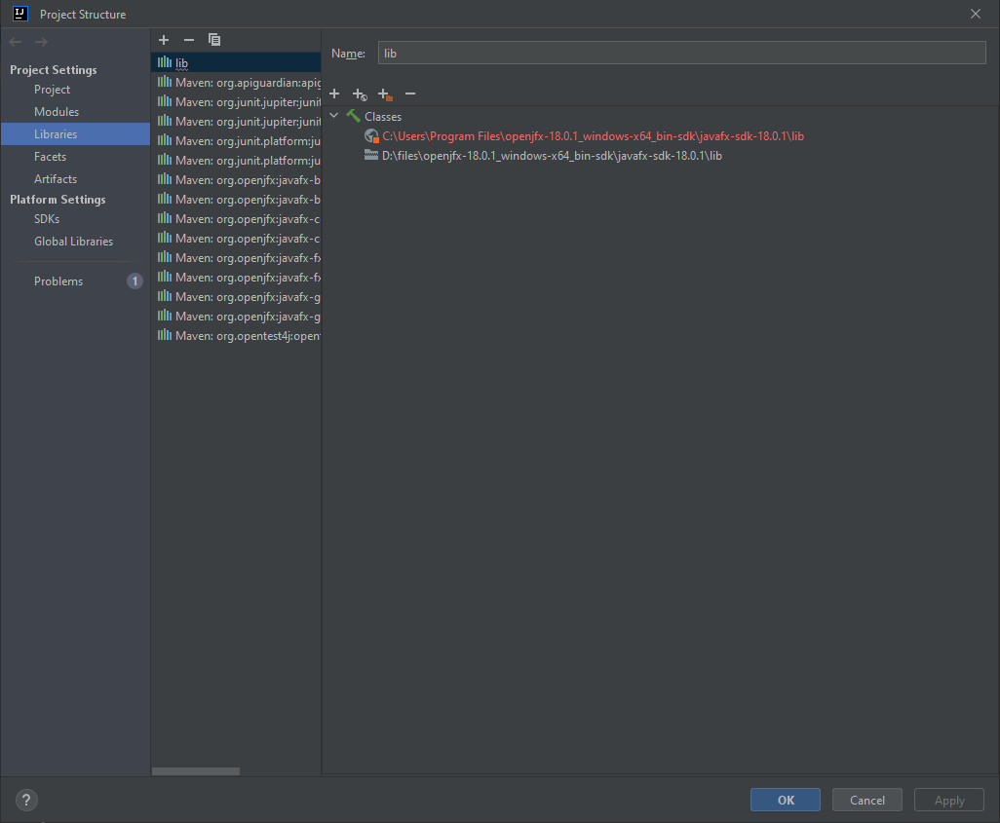 IJ
Project Structure
Project Settings
Project
Modules
Libraries
Facets
Artifacts
Platform Settings
SDKs
Global Libraries
Problems
1
lib
Maven: org.apiguardian:apig
Maven: org.junit.jupiter:junit
Maven: org.junit.jupiter:junit
Maven: org.junit.platform:ju
Maven: org.junit.platform:ju
Maven: org.openjfx:javafx-b
Maven: org.openjfx:javafx-b
Maven: org.openjfx:javafx-c
Maven: org.openjfx:javafx-c
Maven: org.openjfx:javafx-fx
Maven: org.openjfx:javafx-fx
Maven: org.openjfx:javafx-g
Maven: org.openjfx:javafx-g
Maven: org.opentest4j:open
Name: lib
Classes
C:\Users\Program Files\openjfx-18.0.1_windows-x64_bin-sdk\javafx-sdk-18.0.1\lib
D:\files\openjfx-18.0.1_windows-x64_bin-sdk\javafx-sdk-18.0.1\lib
?
OK
Cancel
Apply